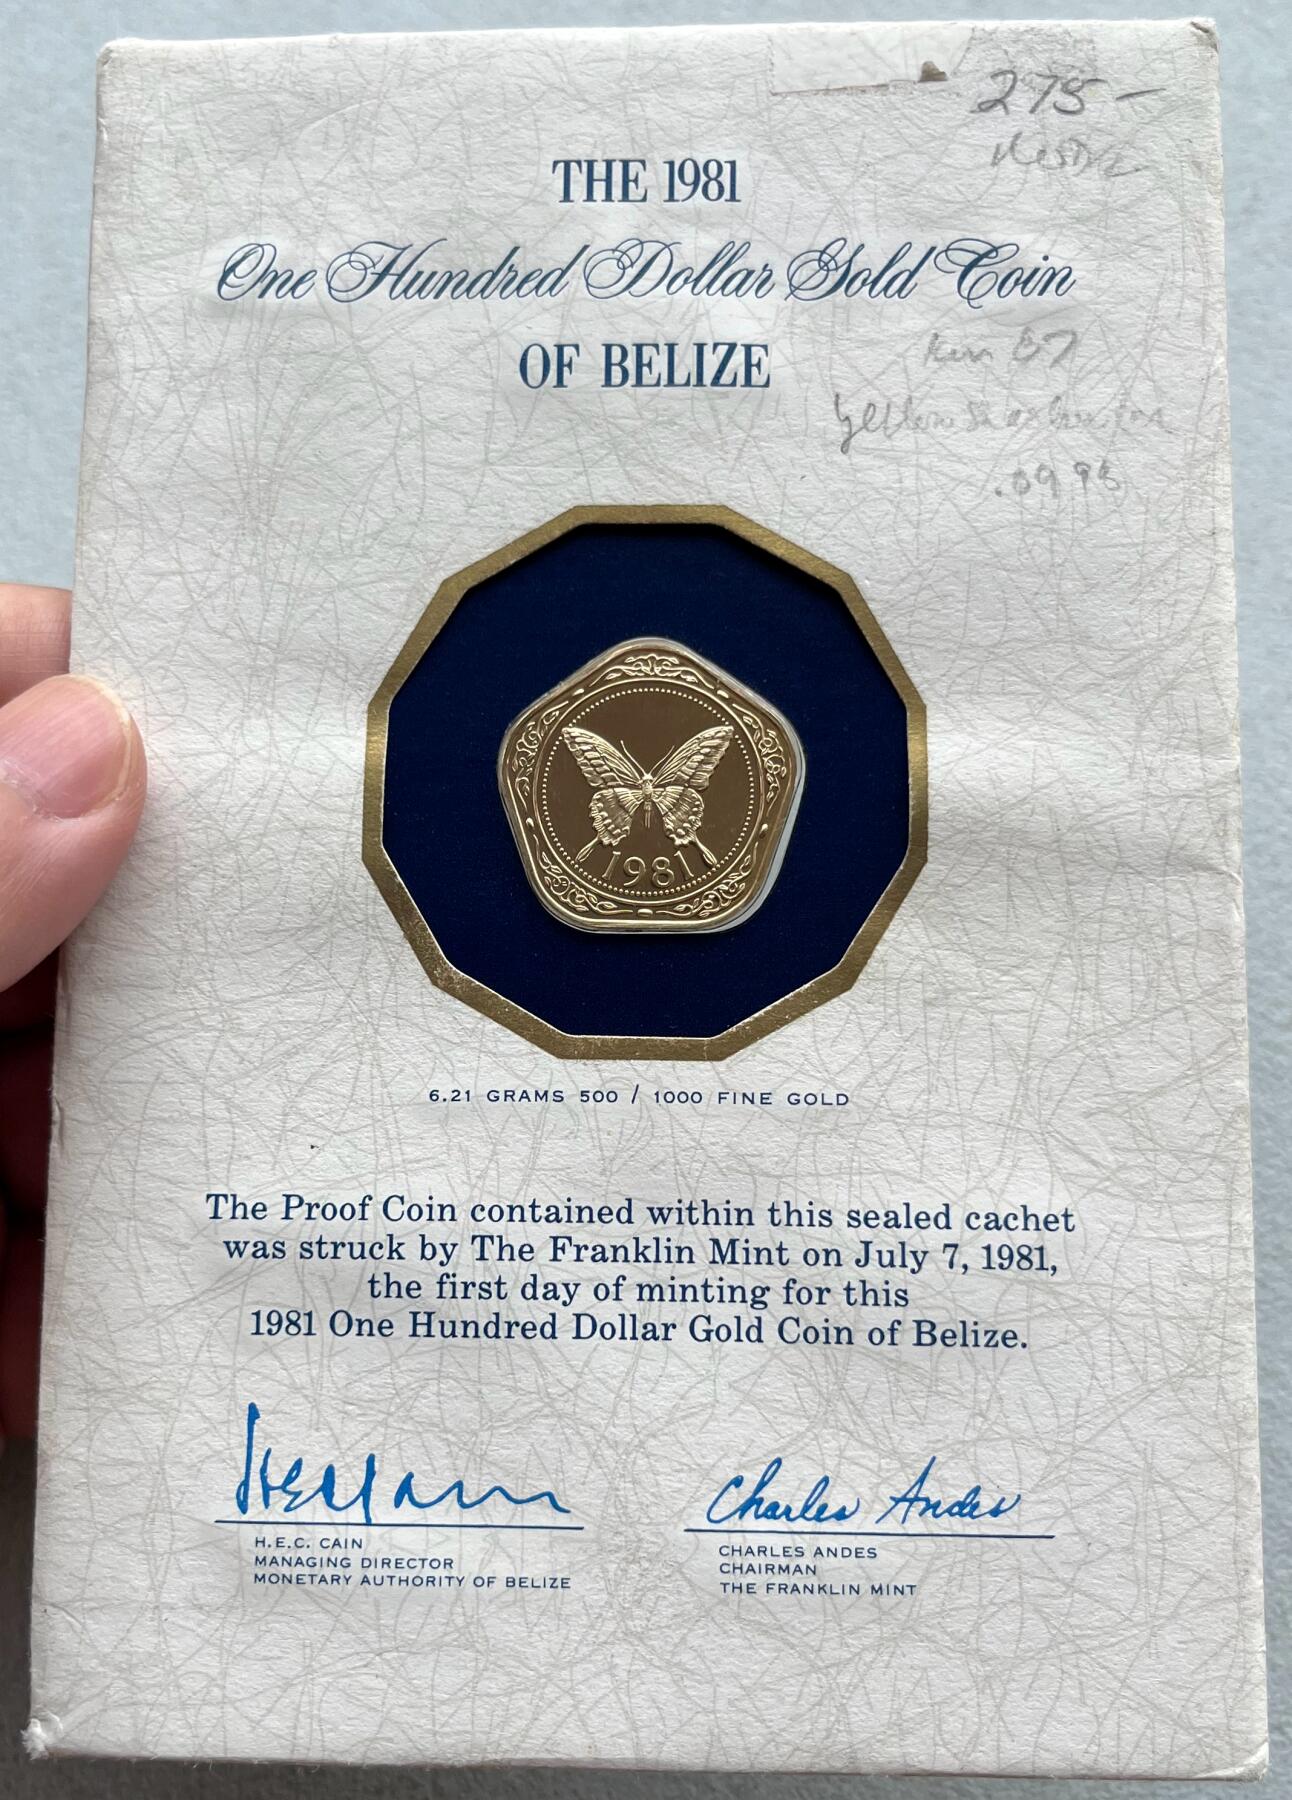 275-
THE 1981
One Hundred Dollar Gold Coin
OF BELIZE
1981
6.21 GRAMS 500 / 1000 FINE GOLD
The Proof Coin contained within this sealed cachet
was struck by The Franklin Mint on July 7, 1981,
the first day of minting for this
1981 One Hundred Dollar Gold Coin of Belize.
Charles Andes
H.E.C. CAIN
MANAGING DIRECTOR
MONETARY AUTHORITY OF BELIZE
CHARLES ANDES
CHAIRMAN
THE FRANKLIN MINT